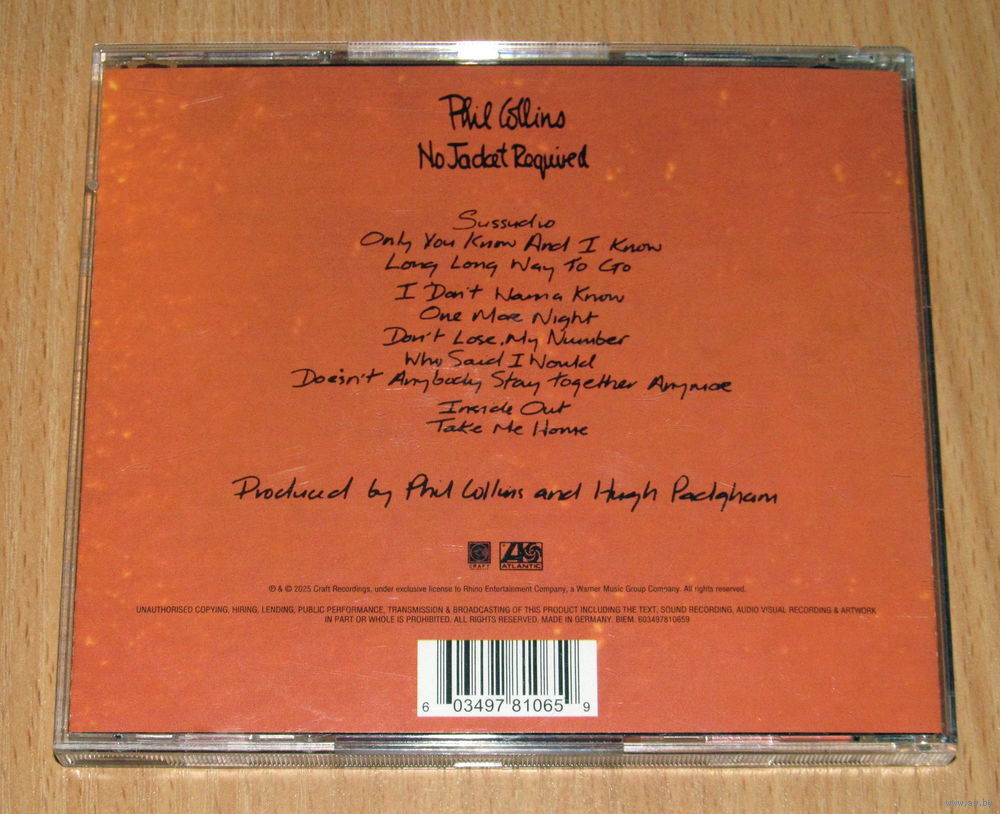 Phil Collins
No Jacket Required
Sussudio
Only You Know And I Know
Long Long Way To Go
I Don't Wanna Know
One More Night
Don't Lose My Number
Who Said I Would
Doesn't Anybody Stay Together Anymore
Inside Out
Take Me Home
Produced by Phil Collins and Hugh Padgham
CRAFT
ATLANTIC
℗ & © 2025 Craft Recordings, under exclusive license to Rhino Entertainment Company, a Warner Music Group Company. All rights reserved.
UNAUTHORISED COPYING, HIRING, LENDING, PUBLIC PERFORMANCE, TRANSMISSION & BROADCASTING OF THIS PRODUCT INCLUDING THE TEXT, SOUND RECORDING, AUDIO VISUAL RECORDING & ARTWORK
IN PART OR WHOLE IS PROHIBITED. ALL RIGHTS RESERVED. MADE IN GERMANY. BIEM. 603497810659
6 03497 81065 9
www.ay.by